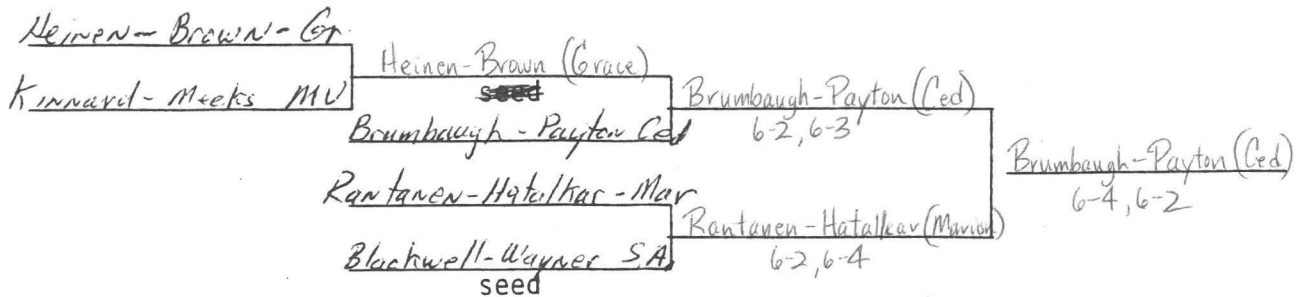 Heinen - Brown - Gr.
Kinnard - Meeks MV
Heinen-Brown (Grace)
seed
Brumbaugh - Payton Ced
Brumbaugh-Payton (Ced)
6-2, 6-3
Rantanen - Hatalkar - Mar
Blackwell - Wagner S.A.
seed
Rantanen - Hatalkar (Marion)
6-2, 6-4
Brumbaugh-Payton (Ced)
6-4, 6-2